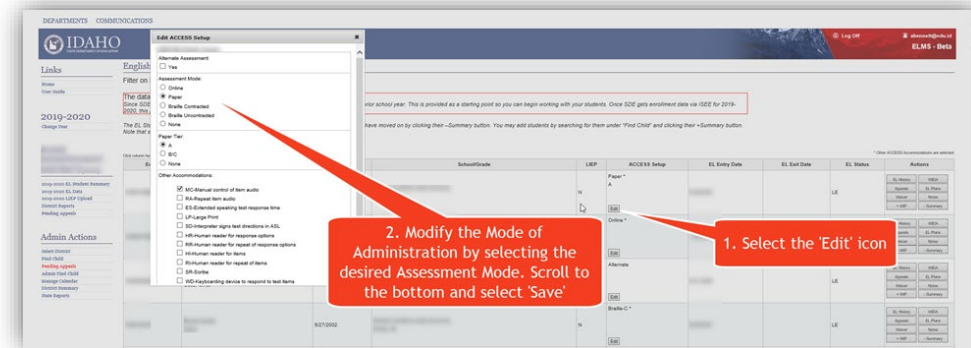 DEPARTMENTS COMMUNICATIONS
IDAHO
Log Off
ELMS - Beta
Links
Home
User Guide
2019-2020
Change Year
2019-2020 EL Student Summary
2019-2020 EL Data
2019-2020 LIEP Upload
District Reports
Pending Appeals
Admin Actions
Select District
Find Child
Pending Appeals
Admin Find Child
Manage Calendar
District Summary
State Reports
English
Filter on
The data
Since SDE
2020, this
The EL Stu
Note that s
Edit ACCESS Setup
Alternate Assessment:
Yes
Assessment Mode:
Online
Paper
Braille Contracted
Braille Uncontracted
None
Paper Tier:
A
B/C
None
Other Accommodations:
MC-Manual control of item audio
RA-Repeat item audio
ES-Extended speaking test response time
LP-Large Print
SD-Interpreter signs test directions in ASL
HR-Human reader for response options
RR-Human reader for repeat of response options
HI-Human reader for items
RI-Human reader for repeat of items
SR-Scribe
WD-Keyboarding device to respond to test items
ior school year. This is provided as a starting point so you can begin working with your students. Once SDE gets enrollment data via ISEE for 2019-
have moved on by clicking their –Summary button. You may add students by searching for them under "Find Child" and clicking their +Summary button.
* Other ACCESS Accommodations are selected
School/Grade LIEP ACCESS Setup EL Entry Date EL Exit Date EL Status Actions
N Paper * A Edit LE
Online * Edit
Alternate Edit LE
8/27/2002 N Braille-C * Edit LE
EL History WIDA
Appeals EL Plans
Waiver Notes
+ IRP - Summary
1. Select the 'Edit' icon
2. Modify the Mode of
Administration by selecting the
desired Assessment Mode. Scroll to
the bottom and select 'Save'